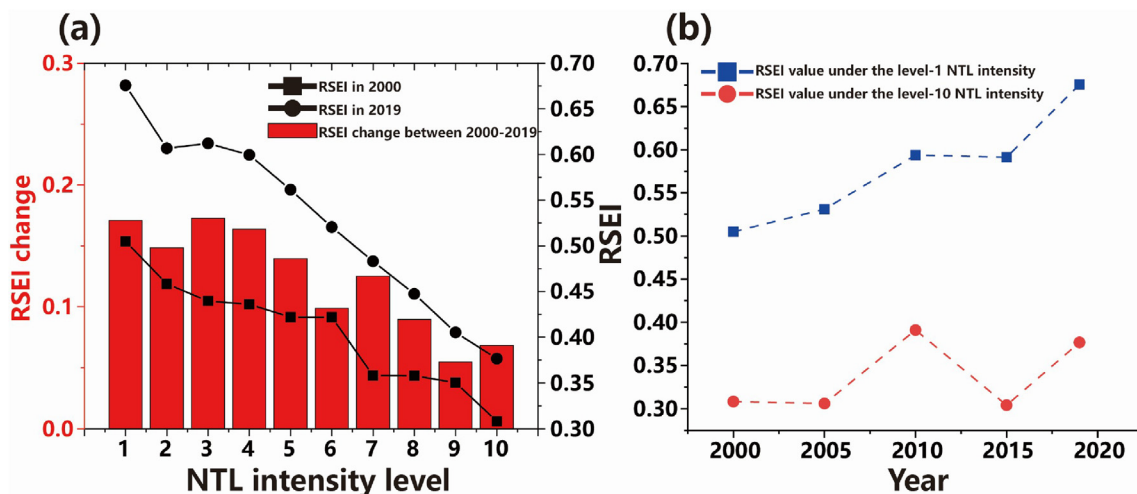 (a)
0.3
0.2
0.1
0.0
RSEI change
RSEI in 2000
RSEI in 2019
RSEI change between 2000-2019
0.70
0.65
0.60
0.55
0.50
0.45
0.40
0.35
0.30
1 2 3 4 5 6 7 8 9 10
NTL intensity level
(b)
RSEI
0.70
0.65
0.60
0.55
0.50
0.45
0.40
0.35
0.30
RSEI value under the level-1 NTL intensity
RSEI value under the level-10 NTL intensity
2000 2005 2010 2015 2020
Year